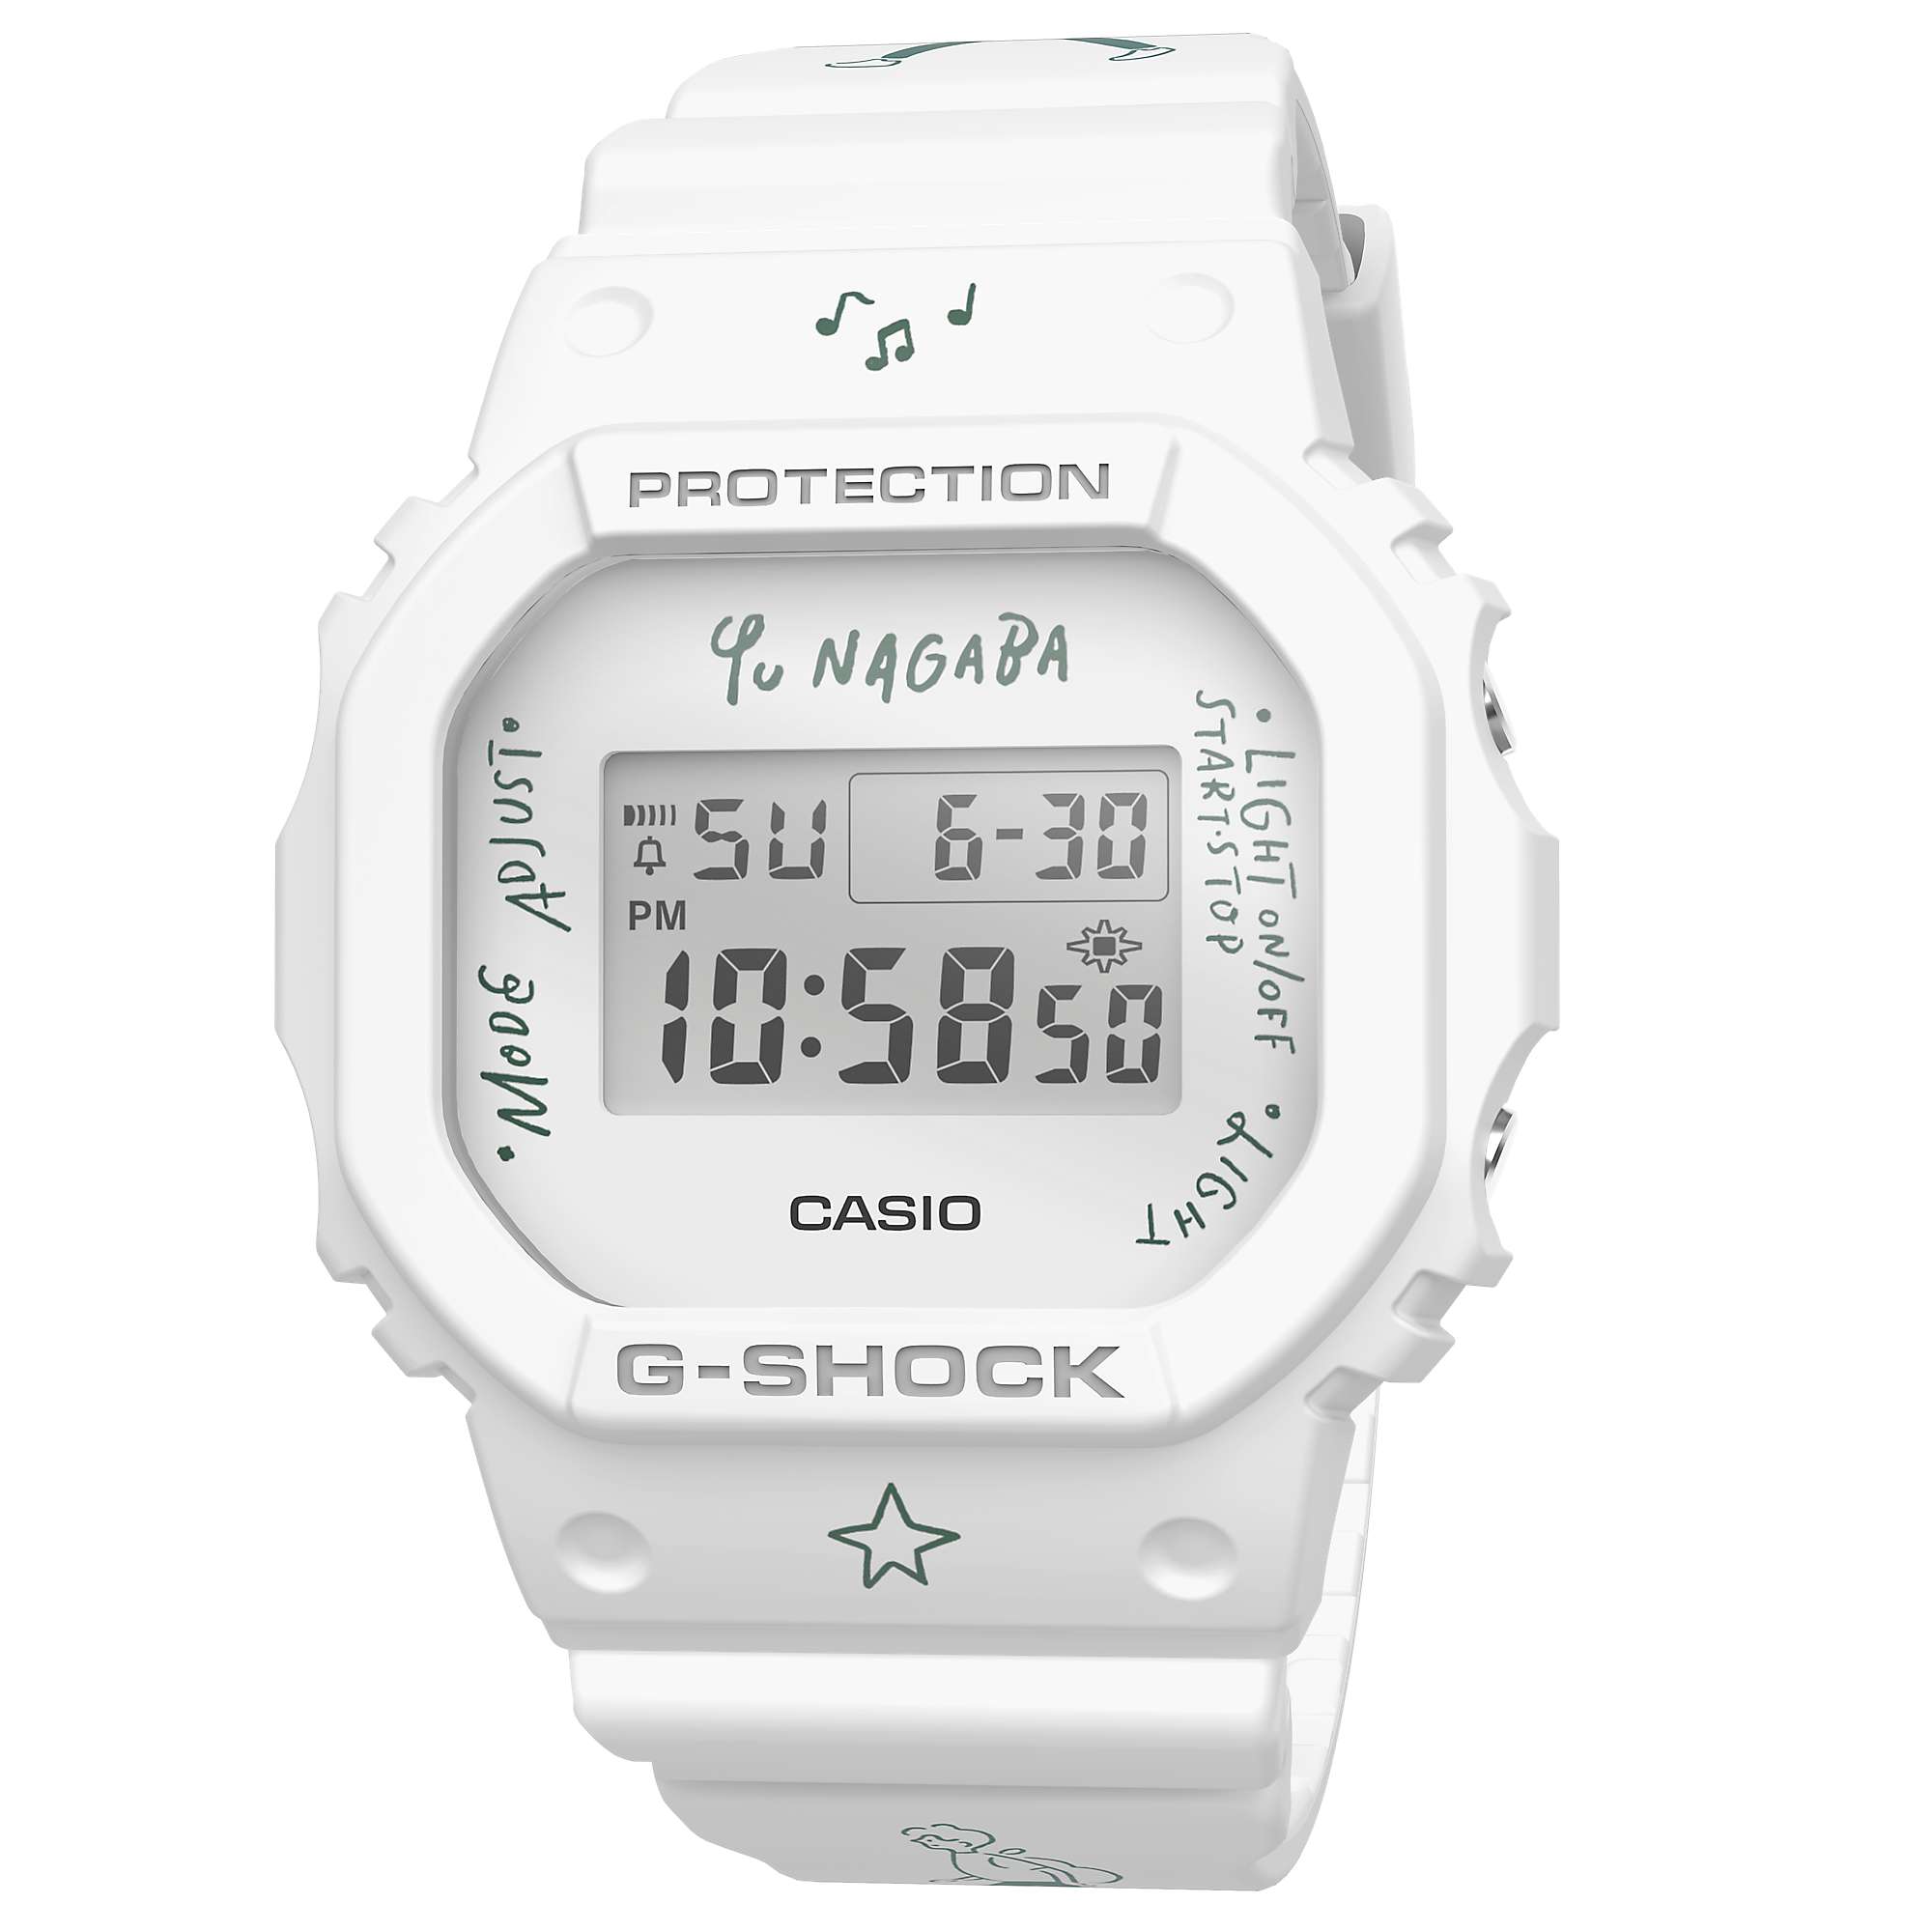 PROTECTION
Yu NAGABA
ADJUST
MODE
LIGHT ON/OFF
START·STOP
SU 6-30
PM
10:58 50
LIGHT
CASIO
G-SHOCK